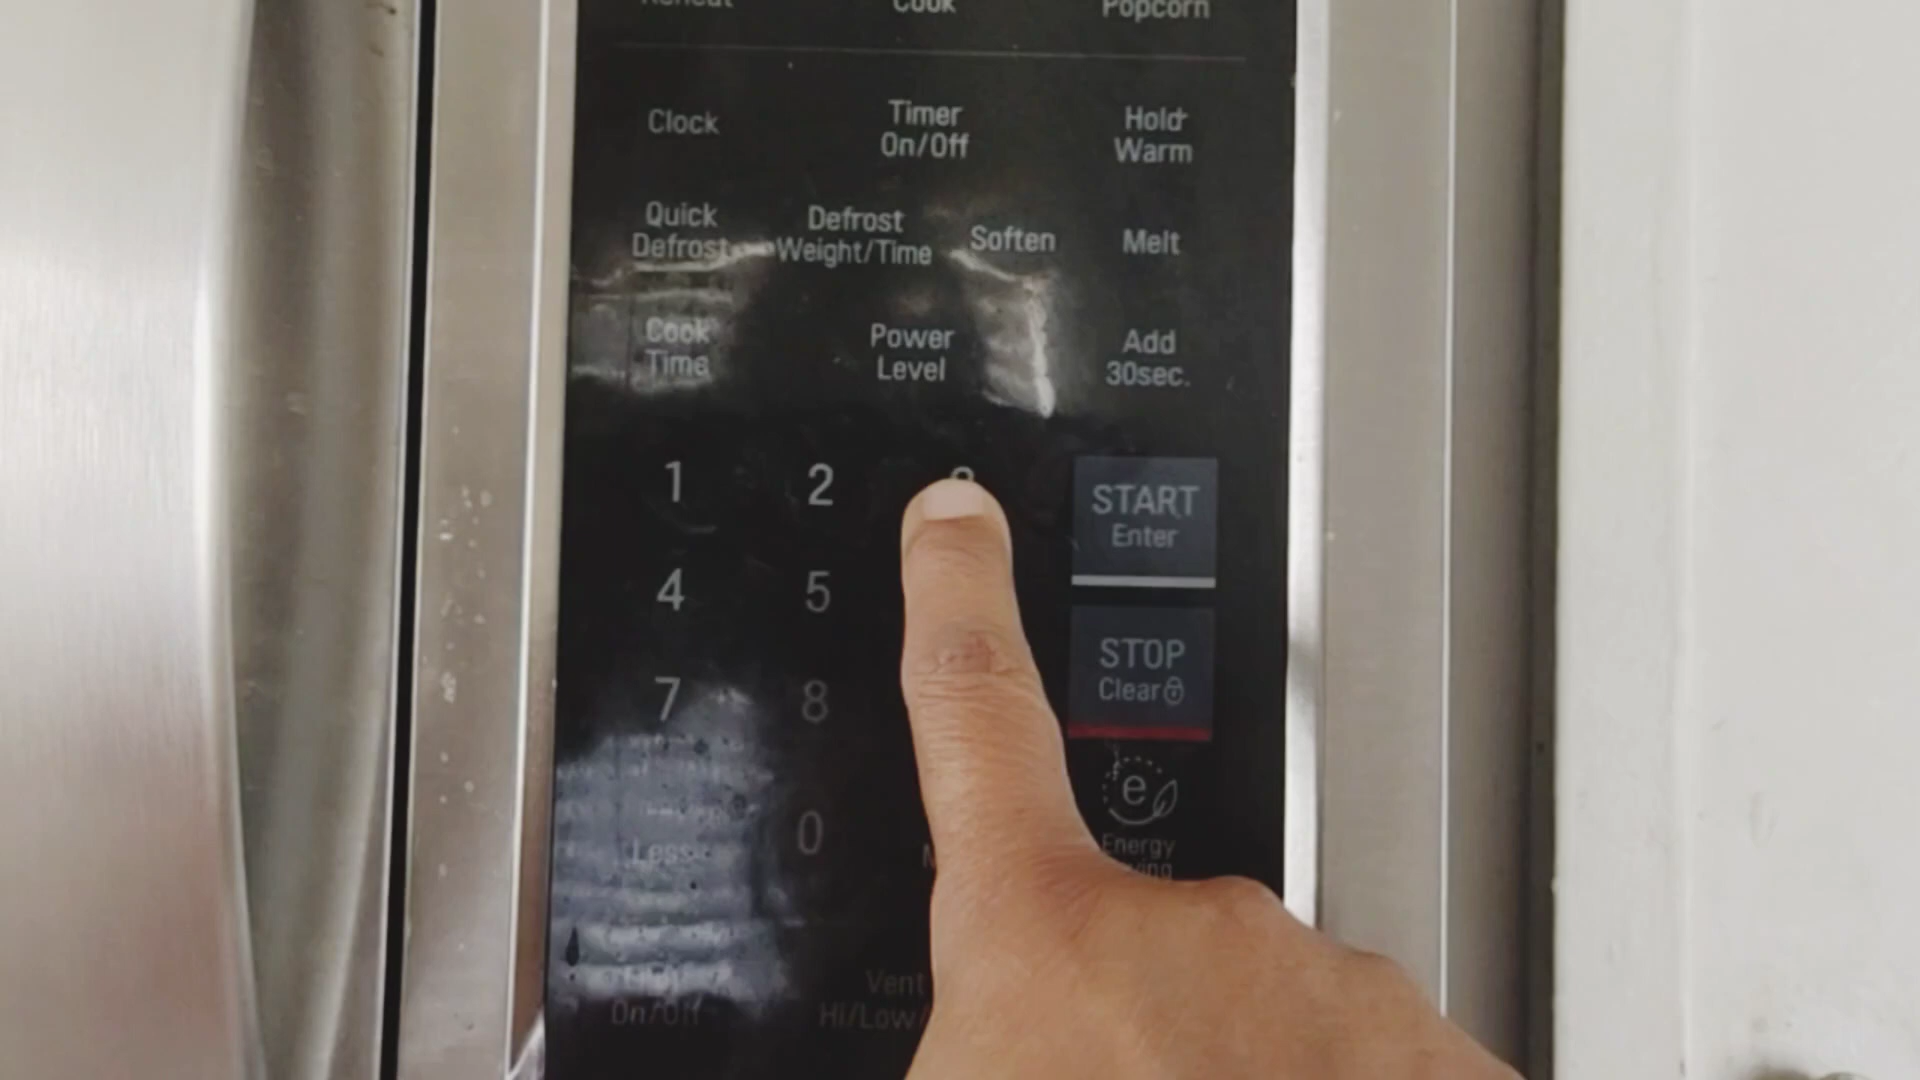 Reheat
Cook
Popcorn
Clock
Timer
On/Off
Hold
Warm
Quick
Defrost
Defrost
Weight/Time
Soften
Melt
Cook
Time
Power
Level
Add
30sec.
1
2
START
Enter
4
5
STOP
Clear
7
8
e
Energy
Less
0
On/Off
Vent
Hi/Low/